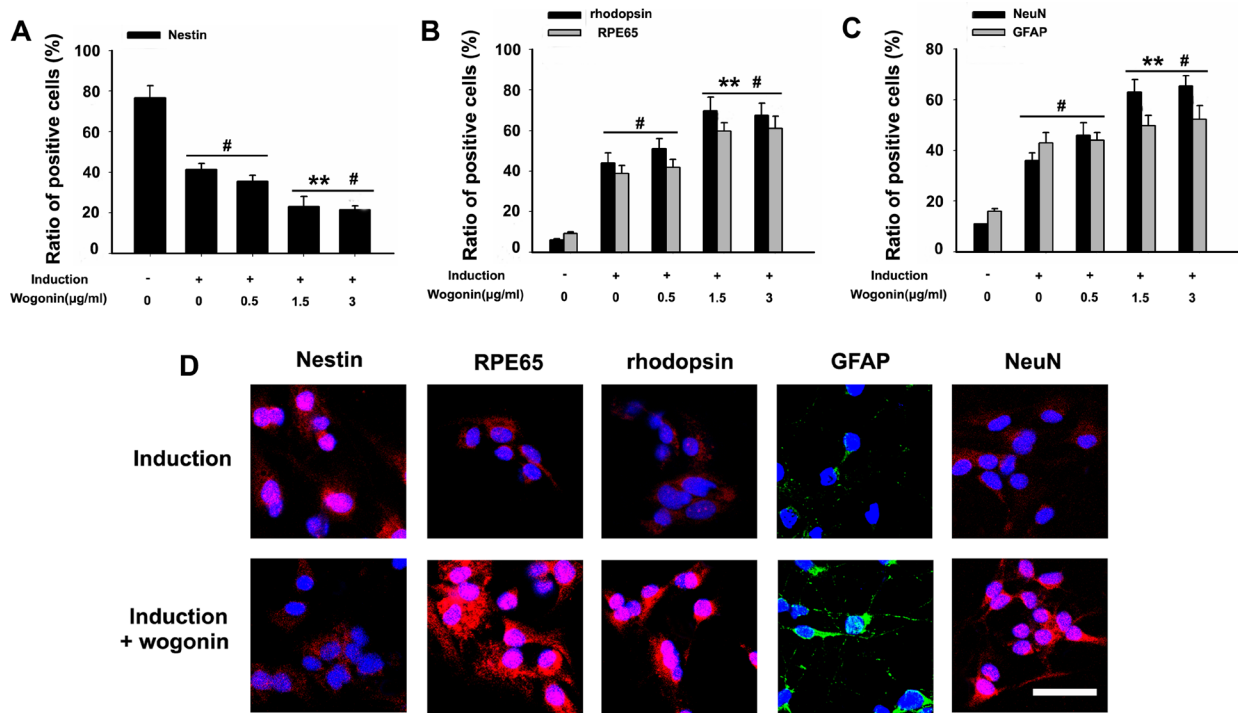 A
Nestin
Ratio of positive cells (%)
100
80
60
40
20
0
#
** #
Induction - + + + +
Wogonin(μg/ml) 0 0 0.5 1.5 3
B
rhodopsin
RPE65
Ratio of positive cells (%)
100
80
60
40
20
0
#
** #
Induction - + + + +
Wogonin(μg/ml) 0 0 0.5 1.5 3
C
NeuN
GFAP
Ratio of positive cells (%)
80
60
40
20
0
#
** #
Induction - + + + +
Wogonin(μg/ml) 0 0 0.5 1.5 3
D
Nestin RPE65 rhodopsin GFAP NeuN
Induction
Induction
+ wogonin